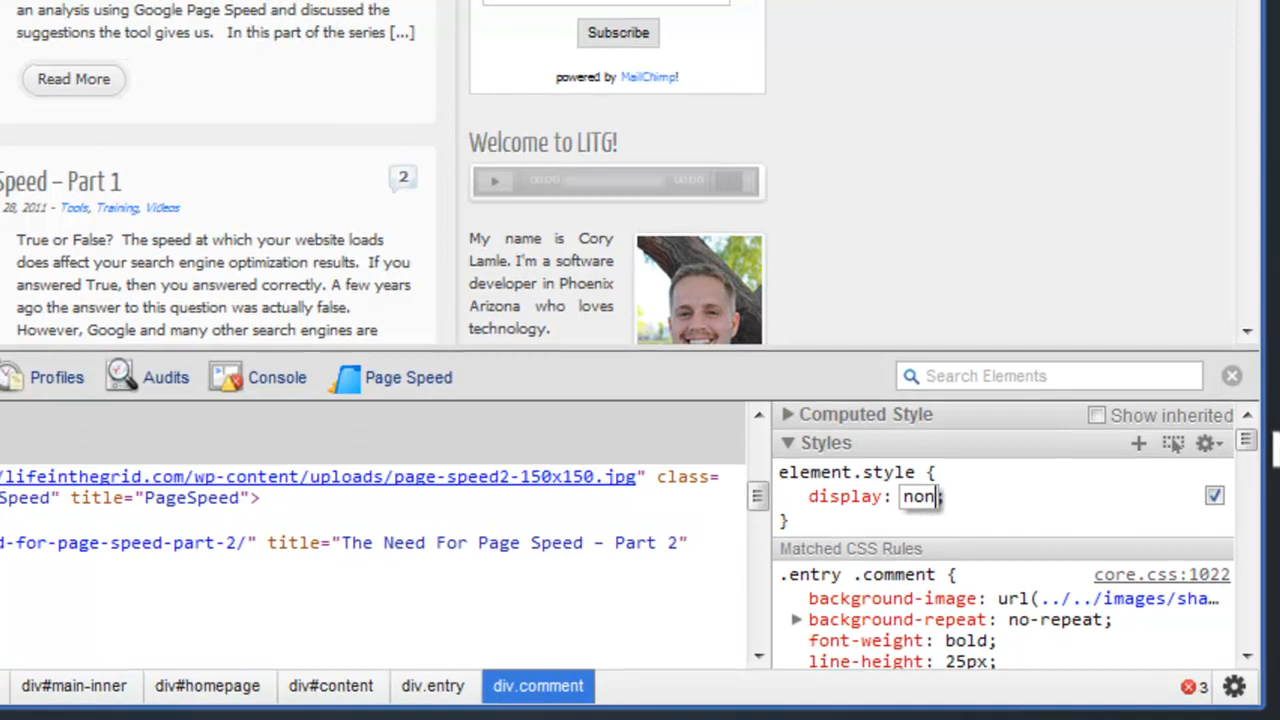 an analysis using Google Page Speed and discussed the
suggestions the tool gives us. In this part of the series [...]
Read More
Speed – Part 1
2
28, 2011 - Tools, Training, Videos
True or False? The speed at which your website loads
does affect your search engine optimization results. If you
answered True, then you answered correctly. A few years
ago the answer to this question was actually false.
However, Google and many other search engines are
Subscribe
powered by MailChimp!
Welcome to LITG!
00:00 00:00
My name is Cory
Lamle. I'm a software
developer in Phoenix
Arizona who loves
technology.
Profiles Audits Console Page Speed Search Elements
/lifeinthegrid.com/wp-content/uploads/page-speed2-150x150.jpg" class=
Speed" title="PageSpeed">
d-for-page-speed-part-2/" title="The Need For Page Speed – Part 2"
Computed Style Show inherited
Styles
element.style {
display: non;
}
Matched CSS Rules
.entry .comment { core.css:1022
background-image: url(../../images/sha…
background-repeat: no-repeat;
font-weight: bold;
line-height: 25px;
div#main-inner div#homepage div#content div.entry div.comment 3